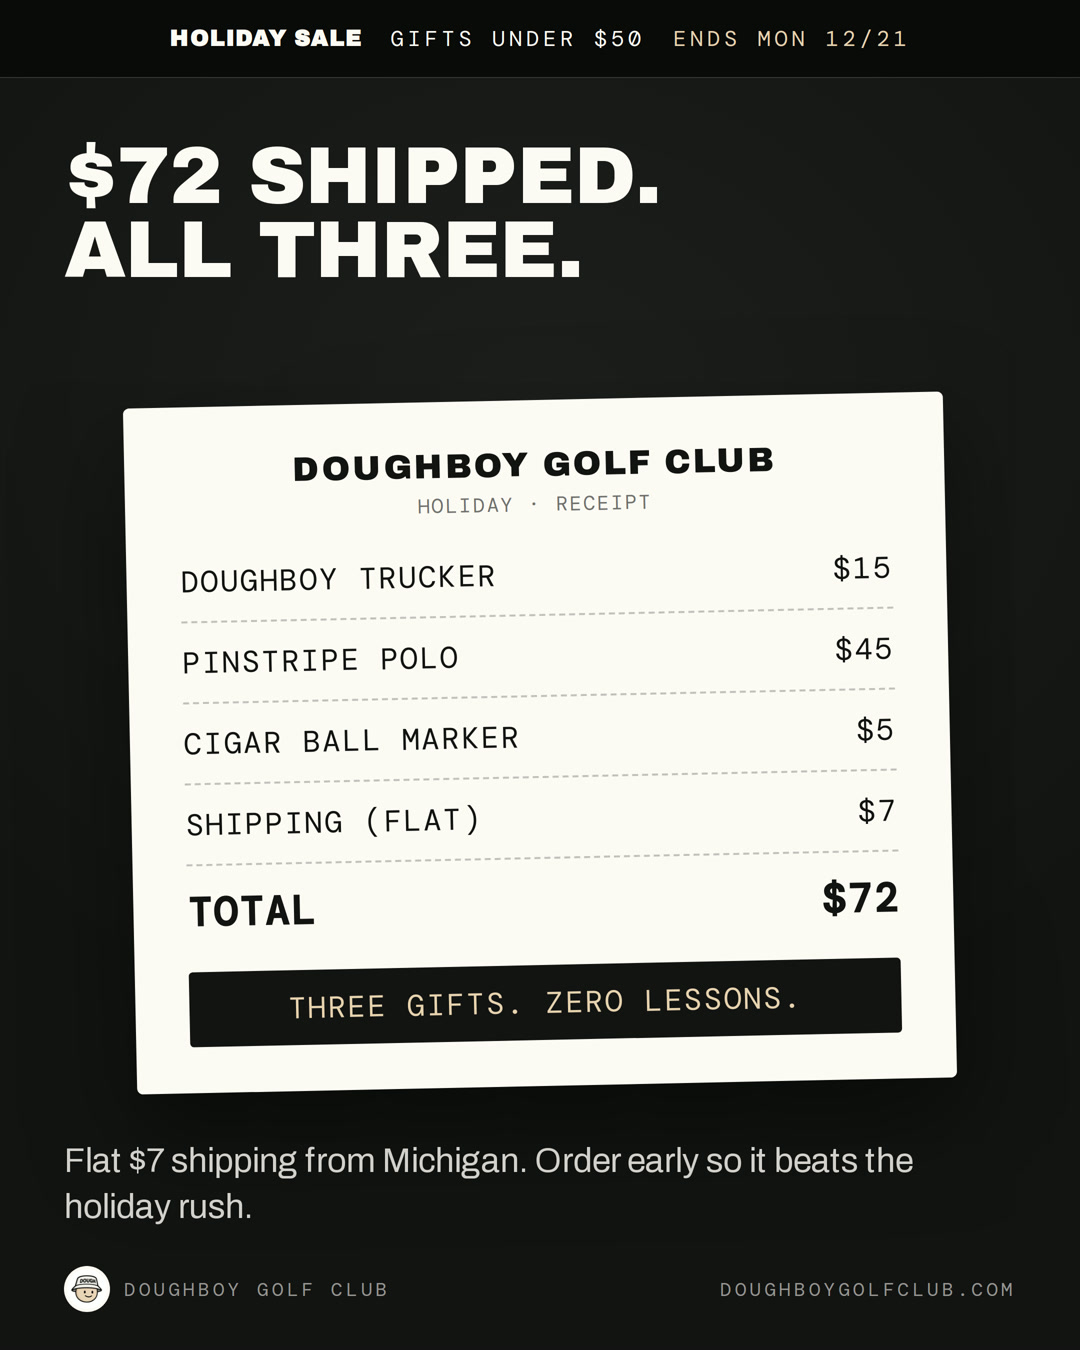 HOLIDAY SALE GIFTS UNDER $50 ENDS MON 12/21
$72 SHIPPED.
ALL THREE.
DOUGHBOY GOLF CLUB
HOLIDAY · RECEIPT
DOUGHBOY TRUCKER $15
PINSTRIPE POLO $45
CIGAR BALL MARKER $5
SHIPPING (FLAT) $7
TOTAL $72
THREE GIFTS. ZERO LESSONS.
Flat $7 shipping from Michigan. Order early so it beats the
holiday rush.
DOUGH
DOUGHBOY GOLF CLUB DOUGHBOYGOLFCLUB.COM